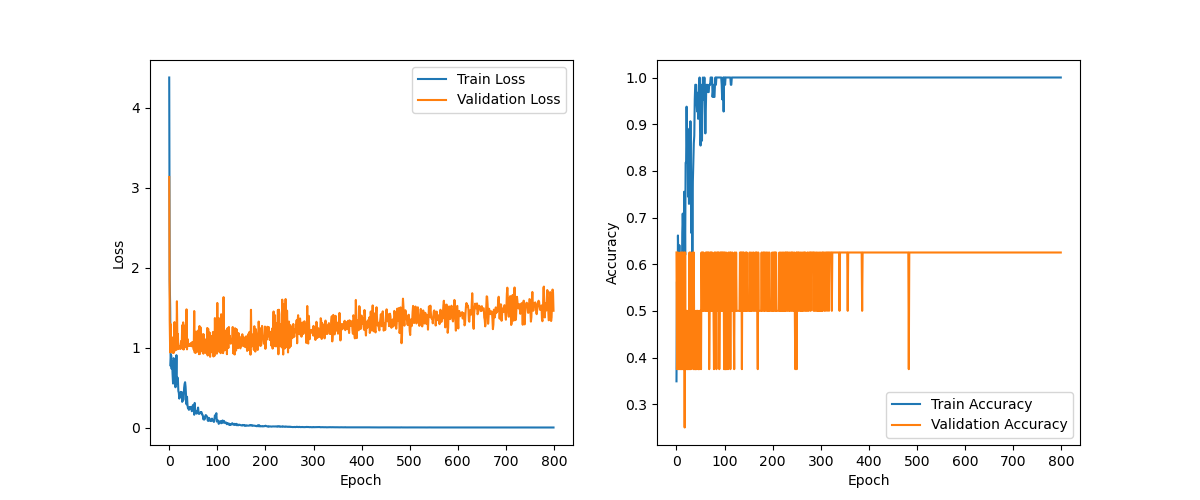 Train Loss
Validation Loss
4
3
2
1
0
Loss
0 100 200 300 400 500 600 700 800
Epoch
1.0
0.9
0.8
0.7
0.6
0.5
0.4
0.3
Accuracy
Train Accuracy
Validation Accuracy
0 100 200 300 400 500 600 700 800
Epoch